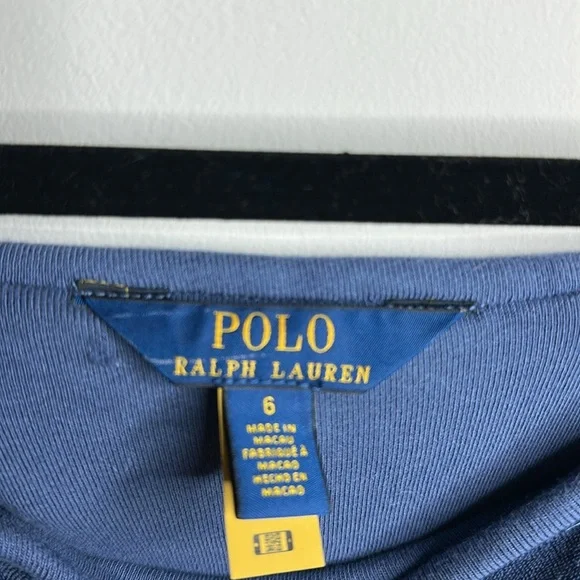 POLO
RALPH LAUREN
6
MADE IN
MACAU
FABRIQUÉ À
MACAO
HECHO EN
MACAO